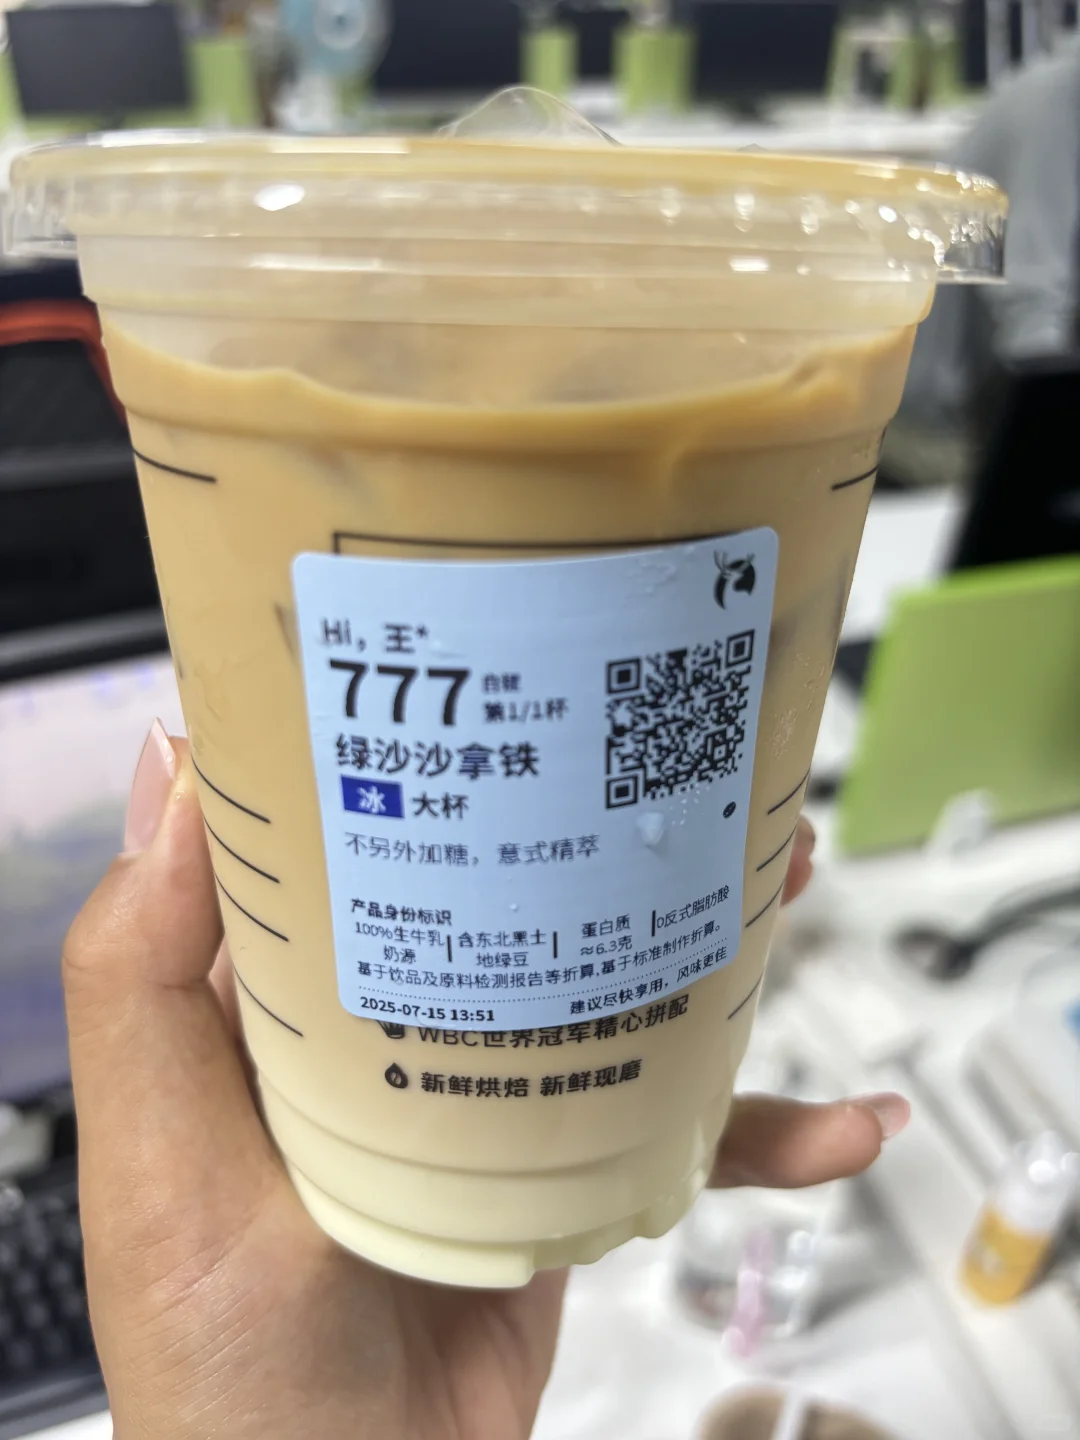 Hi，王*
777 自提
第1/1杯
绿沙沙拿铁
冰 大杯
不另外加糖，意式精萃
产品身份标识
100%生牛乳奶源 | 含东北黑土地绿豆 | 蛋白质≈6.3克 | 0反式脂肪酸
基于饮品及原料检测报告等折算,基于标准制作折算。
2025-07-15 13:51 建议尽快享用，风味更佳
WBC世界冠军精心拼配
新鲜烘焙 新鲜现磨